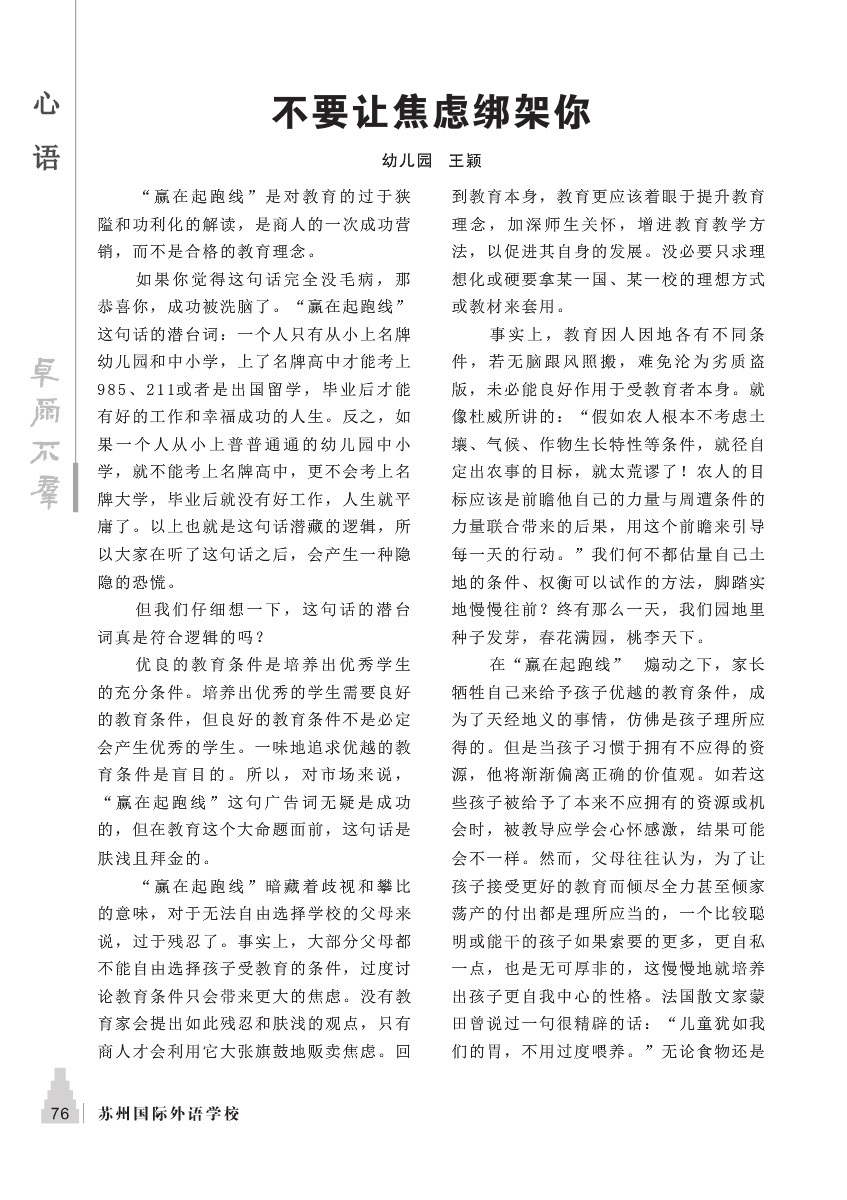 心
语
卓
尔
不
群
不要让焦虑绑架你
幼儿园 王颖
“赢在起跑线”是对教育的过于狭
隘和功利化的解读，是商人的一次成功营
销，而不是合格的教育理念。
如果你觉得这句话完全没毛病，那
恭喜你，成功被洗脑了。“赢在起跑线”
这句话的潜台词：一个人只有从小上名牌
幼儿园和中小学，上了名牌高中才能考上
985、211或者是出国留学，毕业后才能
有好的工作和幸福成功的人生。反之，如
果一个人从小上普普通通的幼儿园中小
学，就不能考上名牌高中，更不会考上名
牌大学，毕业后就没有好工作，人生就平
庸了。以上也就是这句话潜藏的逻辑，所
以大家在听了这句话之后，会产生一种隐
隐的恐慌。
但我们仔细想一下，这句话的潜台
词真是符合逻辑的吗？
优良的教育条件是培养出优秀学生
的充分条件。培养出优秀的学生需要良好
的教育条件，但良好的教育条件不是必定
会产生优秀的学生。一味地追求优越的教
育条件是盲目的。所以，对市场来说，
“赢在起跑线”这句广告词无疑是成功
的，但在教育这个大命题面前，这句话是
肤浅且拜金的。
“赢在起跑线”暗藏着歧视和攀比
的意味，对于无法自由选择学校的父母来
说，过于残忍了。事实上，大部分父母都
不能自由选择孩子受教育的条件，过度讨
论教育条件只会带来更大的焦虑。没有教
育家会提出如此残忍和肤浅的观点，只有
商人才会利用它大张旗鼓地贩卖焦虑。回
到教育本身，教育更应该着眼于提升教育
理念，加深师生关怀，增进教育教学方
法，以促进其自身的发展。没必要只求理
想化或硬要拿某一国、某一校的理想方式
或教材来套用。
事实上，教育因人因地各有不同条
件，若无脑跟风照搬，难免沦为劣质盗
版，未必能良好作用于受教育者本身。就
像杜威所讲的：“假如农人根本不考虑土
壤、气候、作物生长特性等条件，就径自
定出农事的目标，就太荒谬了！农人的目
标应该是前瞻他自己的力量与周遭条件的
力量联合带来的后果，用这个前瞻来引导
每一天的行动。”我们何不都估量自己土
地的条件、权衡可以试作的方法，脚踏实
地慢慢往前？终有那么一天，我们园地里
种子发芽，春花满园，桃李天下。
在“赢在起跑线” 煽动之下，家长
牺牲自己来给予孩子优越的教育条件，成
为了天经地义的事情，仿佛是孩子理所应
得的。但是当孩子习惯于拥有不应得的资
源，他将渐渐偏离正确的价值观。如若这
些孩子被给予了本来不应拥有的资源或机
会时，被教导应学会心怀感激，结果可能
会不一样。然而，父母往往认为，为了让
孩子接受更好的教育而倾尽全力甚至倾家
荡产的付出都是理所应当的，一个比较聪
明或能干的孩子如果索要的更多，更自私
一点，也是无可厚非的，这慢慢地就培养
出孩子更自我中心的性格。法国散文家蒙
田曾说过一句很精辟的话：“儿童犹如我
们的胃，不用过度喂养。”无论食物还是
76 苏州国际外语学校